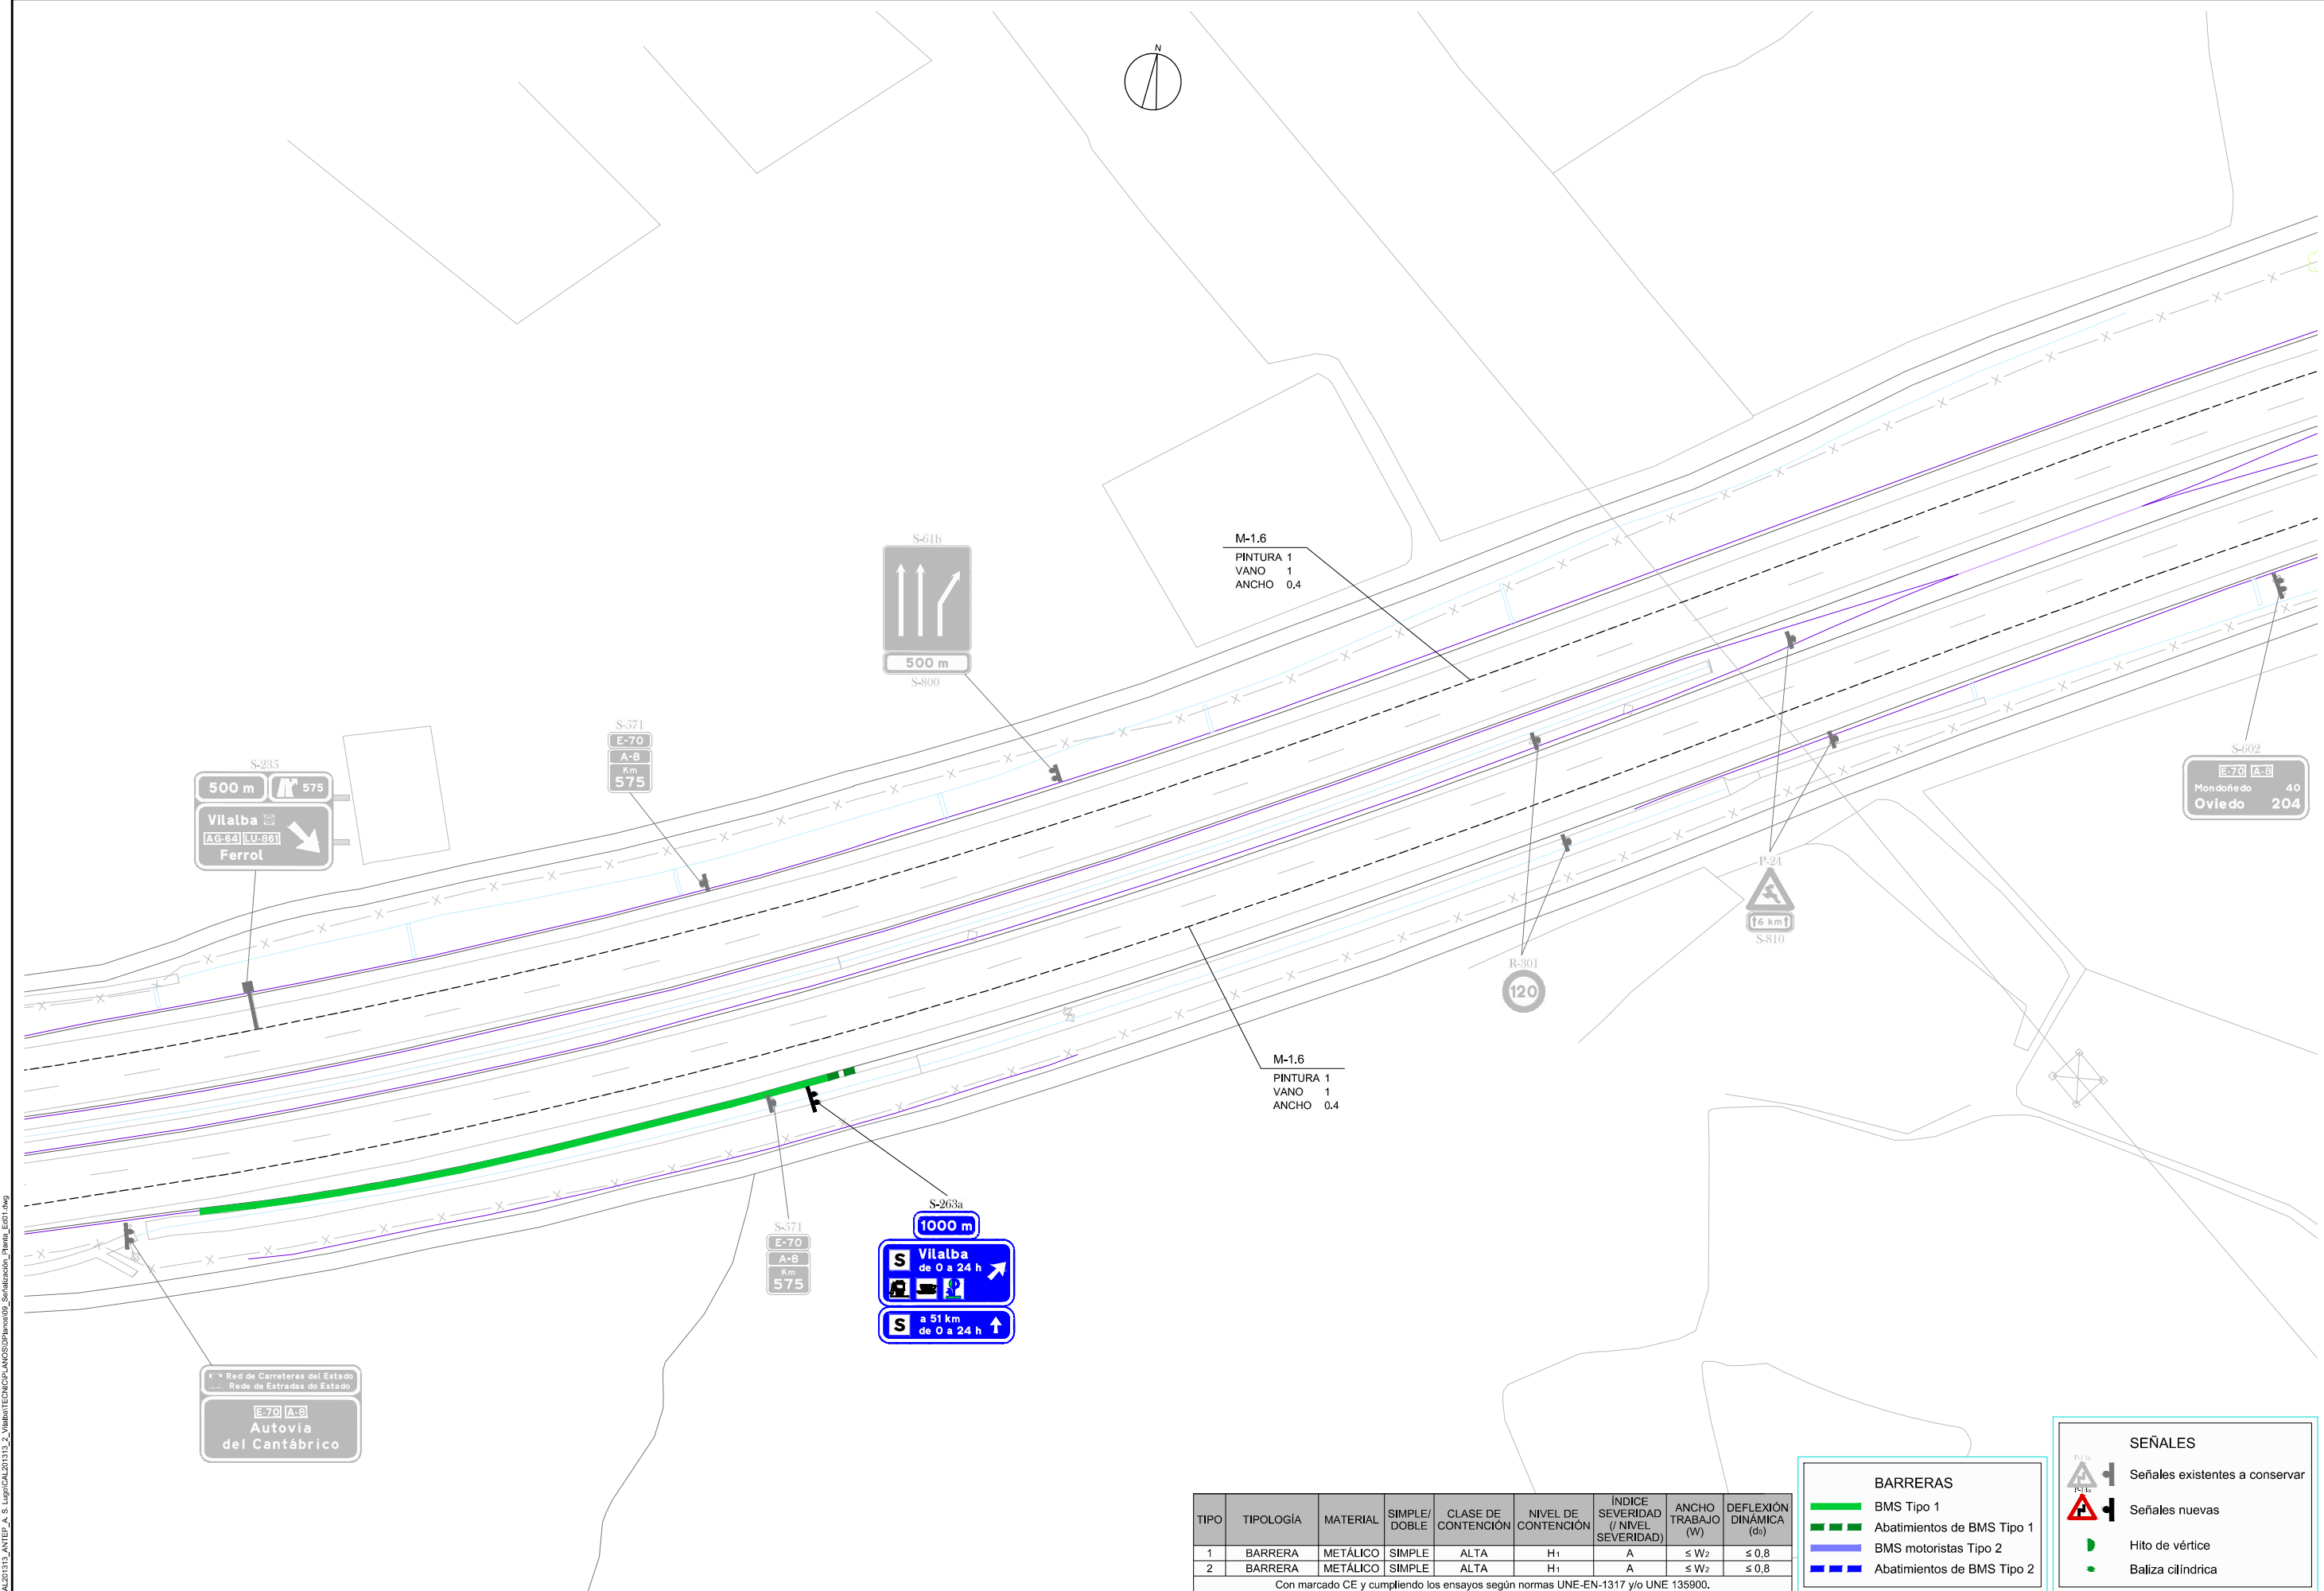 N
S-61b
500 m
S-800
M-1.6
PINTURA 1
VANO 1
ANCHO 0.4
S-571
E-70
A-8
Km
575
S-235
500 m
575
Vilalba
AG-64 LU-861
Ferrol
S-602
E-70 A-8
Mondoñedo 40
Oviedo 204
P-24
6 km
S-810
R-301
120
M-1.6
PINTURA 1
VANO 1
ANCHO 0.4
S-263a
1000 m
S Vilalba
de 0 a 24 h
S a 51 km
de 0 a 24 h
S-571
E-70
A-8
Km
575
Red de Carreteras del Estado
Rede de Estradas do Estado
E-70 A-8
Autovía
del Cantábrico
TIPO TIPOLOGÍA MATERIAL SIMPLE/DOBLE CLASE DE CONTENCIÓN NIVEL DE CONTENCIÓN ÍNDICE SEVERIDAD (/ NIVEL SEVERIDAD) ANCHO TRABAJO (W) DEFLEXIÓN DINÁMICA (d₀)
1 BARRERA METÁLICO SIMPLE ALTA H1 A ≤ W2 ≤ 0,8
2 BARRERA METÁLICO SIMPLE ALTA H1 A ≤ W2 ≤ 0,8
Con marcado CE y cumpliendo los ensayos según normas UNE-EN-1317 y/o UNE 135900.
BARRERAS
BMS Tipo 1
Abatimientos de BMS Tipo 1
BMS motoristas Tipo 2
Abatimientos de BMS Tipo 2
SEÑALES
P-14a
Señales existentes a conservar
P-14a
Señales nuevas
Hito de vértice
Baliza cilíndrica